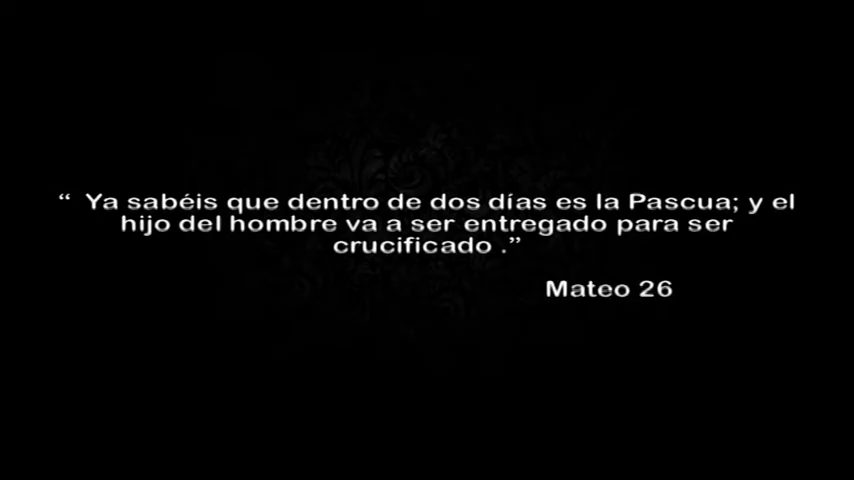 “ Ya sabéis que dentro de dos días es la Pascua; y el
hijo del hombre va a ser entregado para ser
crucificado .”
Mateo 26